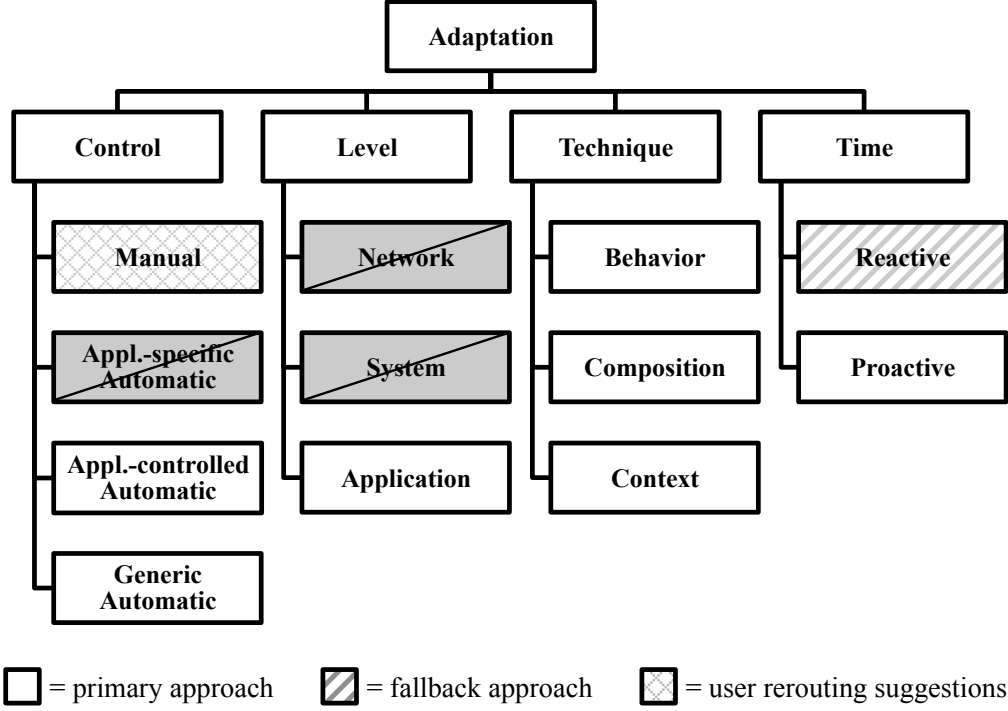 Adaptation
Control
Level
Technique
Time
Manual
Network
Behavior
Reactive
Appl.-specific
Automatic
System
Composition
Proactive
Appl.-controlled
Automatic
Application
Context
Generic
Automatic
= primary approach
= fallback approach
= user rerouting suggestions